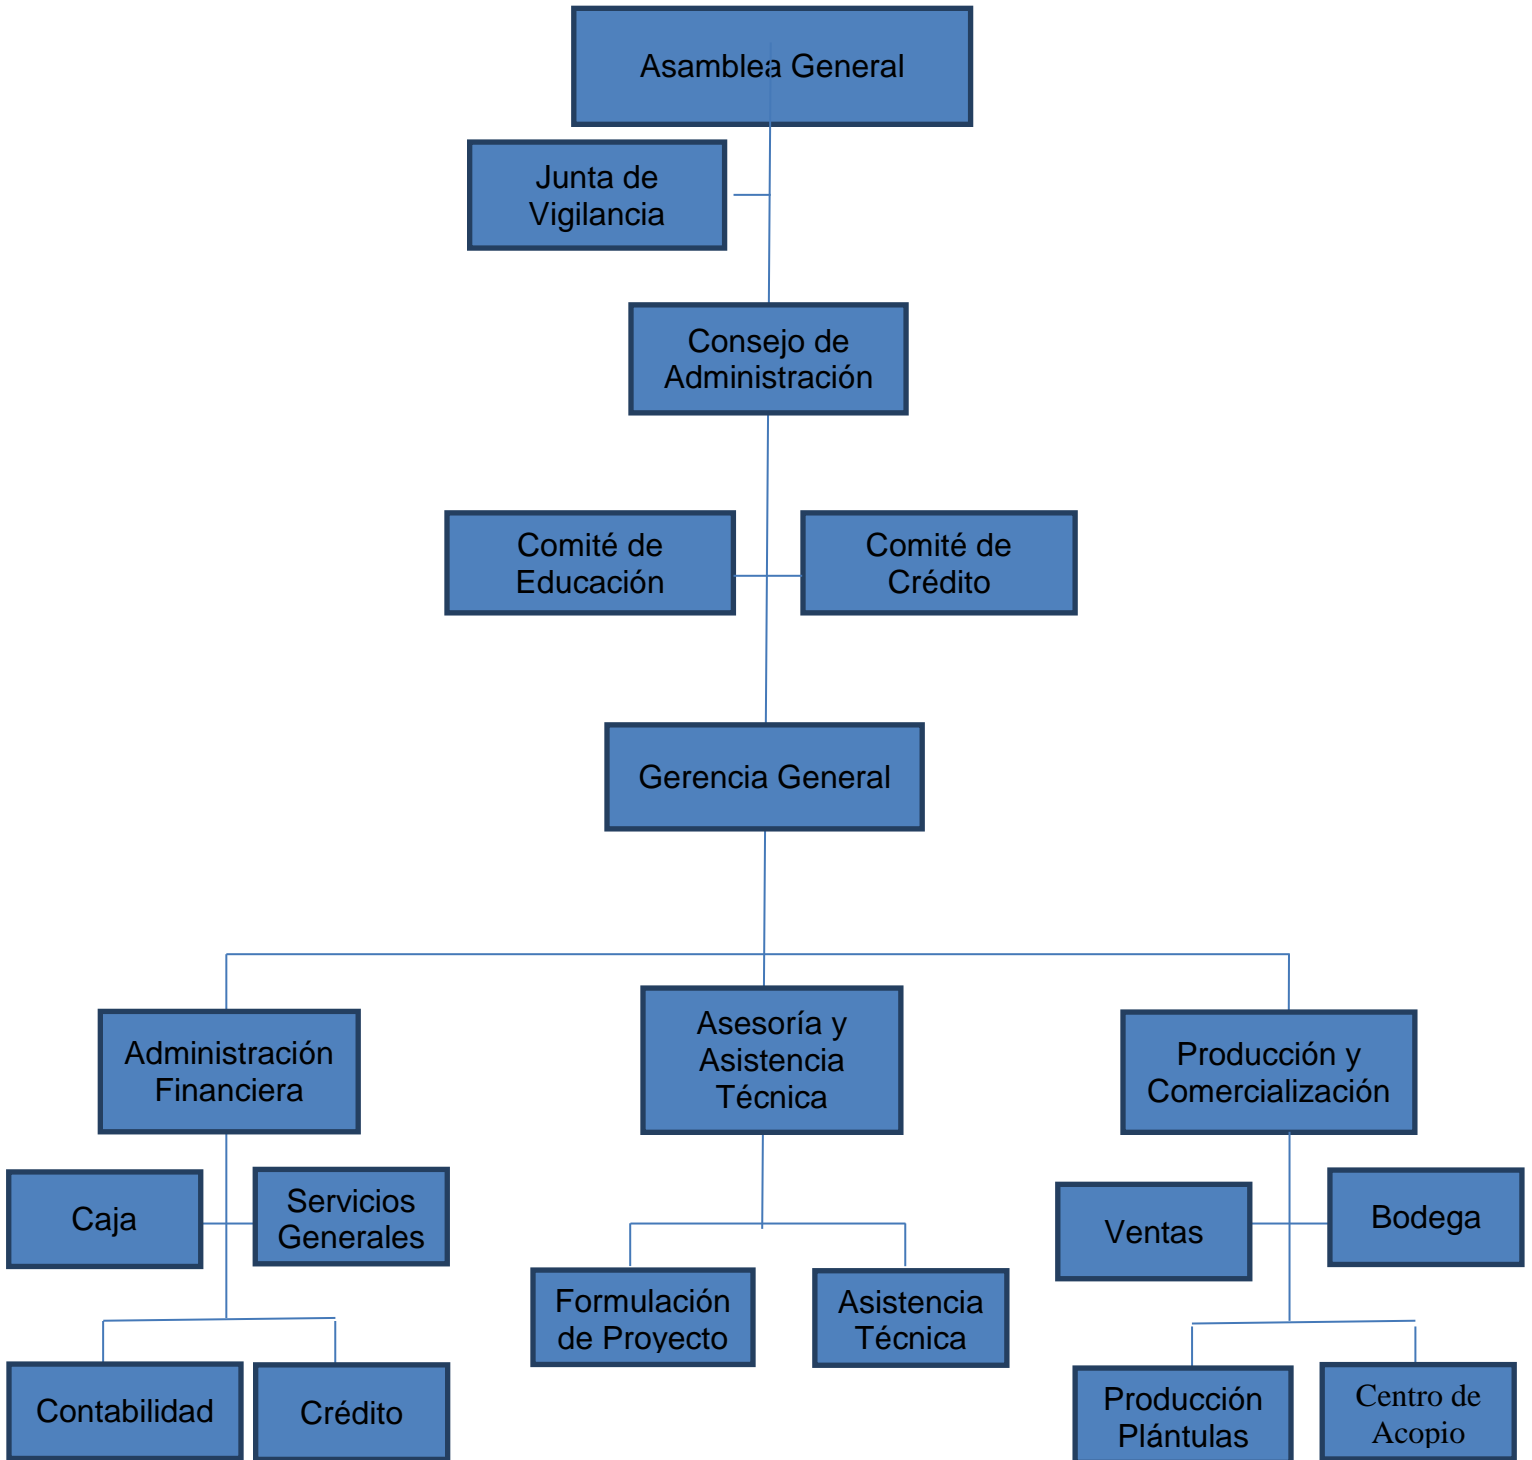 Asamblea General
Junta de
Vigilancia
Consejo de
Administración
Comité de
Educación
Comité de
Crédito
Gerencia General
Administración
Financiera
Asesoría y
Asistencia
Técnica
Producción y
Comercialización
Caja
Servicios
Generales
Ventas
Bodega
Formulación
de Proyecto
Asistencia
Técnica
Contabilidad
Crédito
Producción
Plántulas
Centro de
Acopio